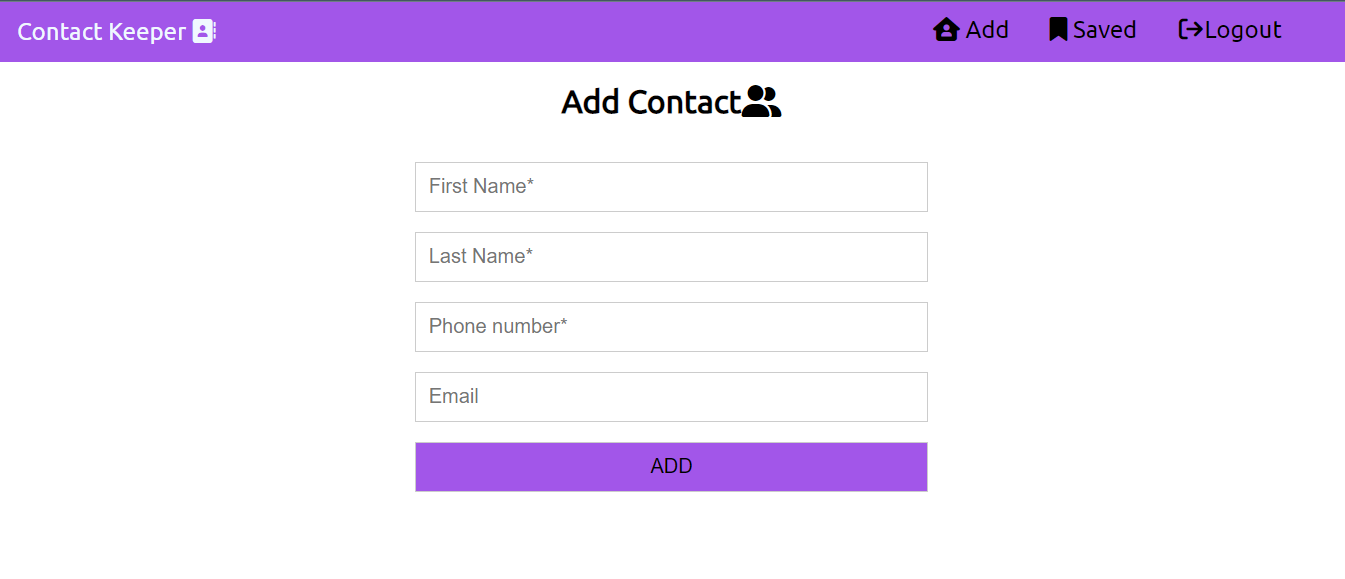 Contact Keeper
Add
Saved
Logout
Add Contact
First Name*
Last Name*
Phone number*
Email
ADD